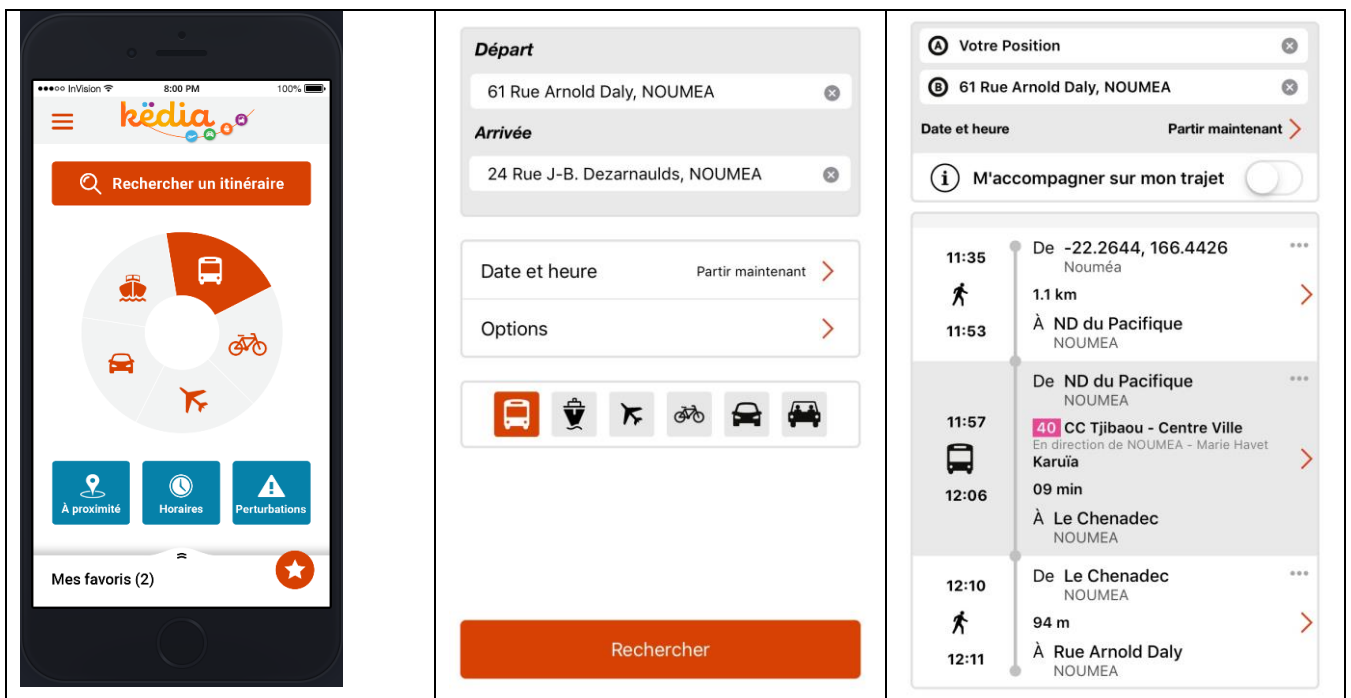 InVision
8:00 PM
100%
këdia
Rechercher un itinéraire
À proximité
Horaires
Perturbations
Mes favoris (2)
Départ
61 Rue Arnold Daly, NOUMEA
Arrivée
24 Rue J-B. Dezarnaulds, NOUMEA
Date et heure
Partir maintenant
Options
Rechercher
A Votre Position
B 61 Rue Arnold Daly, NOUMEA
Date et heure
Partir maintenant
i M'accompagner sur mon trajet
11:35
De -22.2644, 166.4426
Nouméa
1.1 km
11:53
À ND du Pacifique
NOUMEA
De ND du Pacifique
NOUMEA
11:57
40 CC Tjibaou - Centre Ville
En direction de NOUMEA - Marie Havet
Karuïa
09 min
12:06
À Le Chenadec
NOUMEA
12:10
De Le Chenadec
NOUMEA
94 m
12:11
À Rue Arnold Daly
NOUMEA